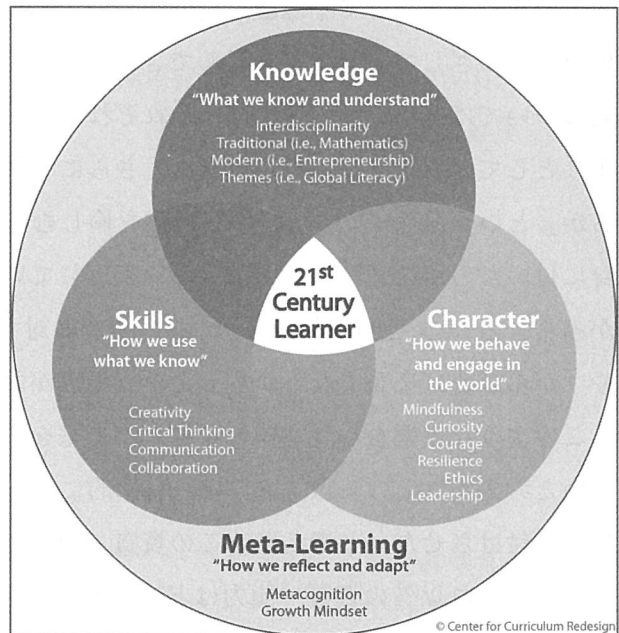 Knowledge
“What we know and understand”
Interdisciplinarity
Traditional (i.e., Mathematics)
Modern (i.e., Entrepreneurship)
Themes (i.e., Global Literacy)
21st
Century
Learner
Skills
“How we use
what we know”
Creativity
Critical Thinking
Communication
Collaboration
Character
“How we behave
and engage in
the world”
Mindfulness
Curiosity
Courage
Resilience
Ethics
Leadership
Meta-Learning
“How we reflect and adapt”
Metacognition
Growth Mindset
© Center for Curriculum Redesign